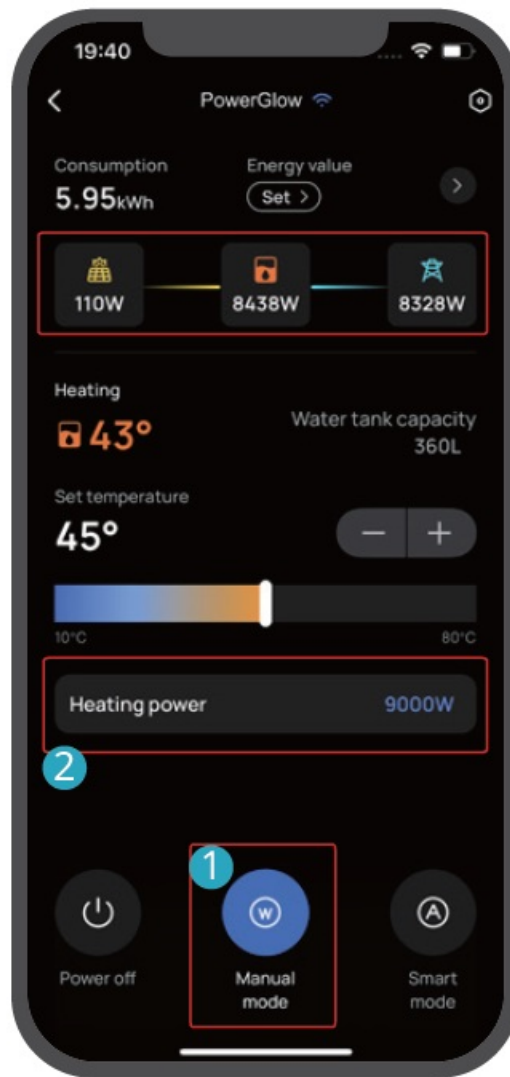 19:40
PowerGlow
Consumption
Energy value
5.95kWh
Set >
110W
8438W
8328W
Heating
43°
Water tank capacity
360L
Set temperature
45°
10°C
80°C
Heating power
9000W
2
1
W
A
Power off
Manual
mode
Smart
mode